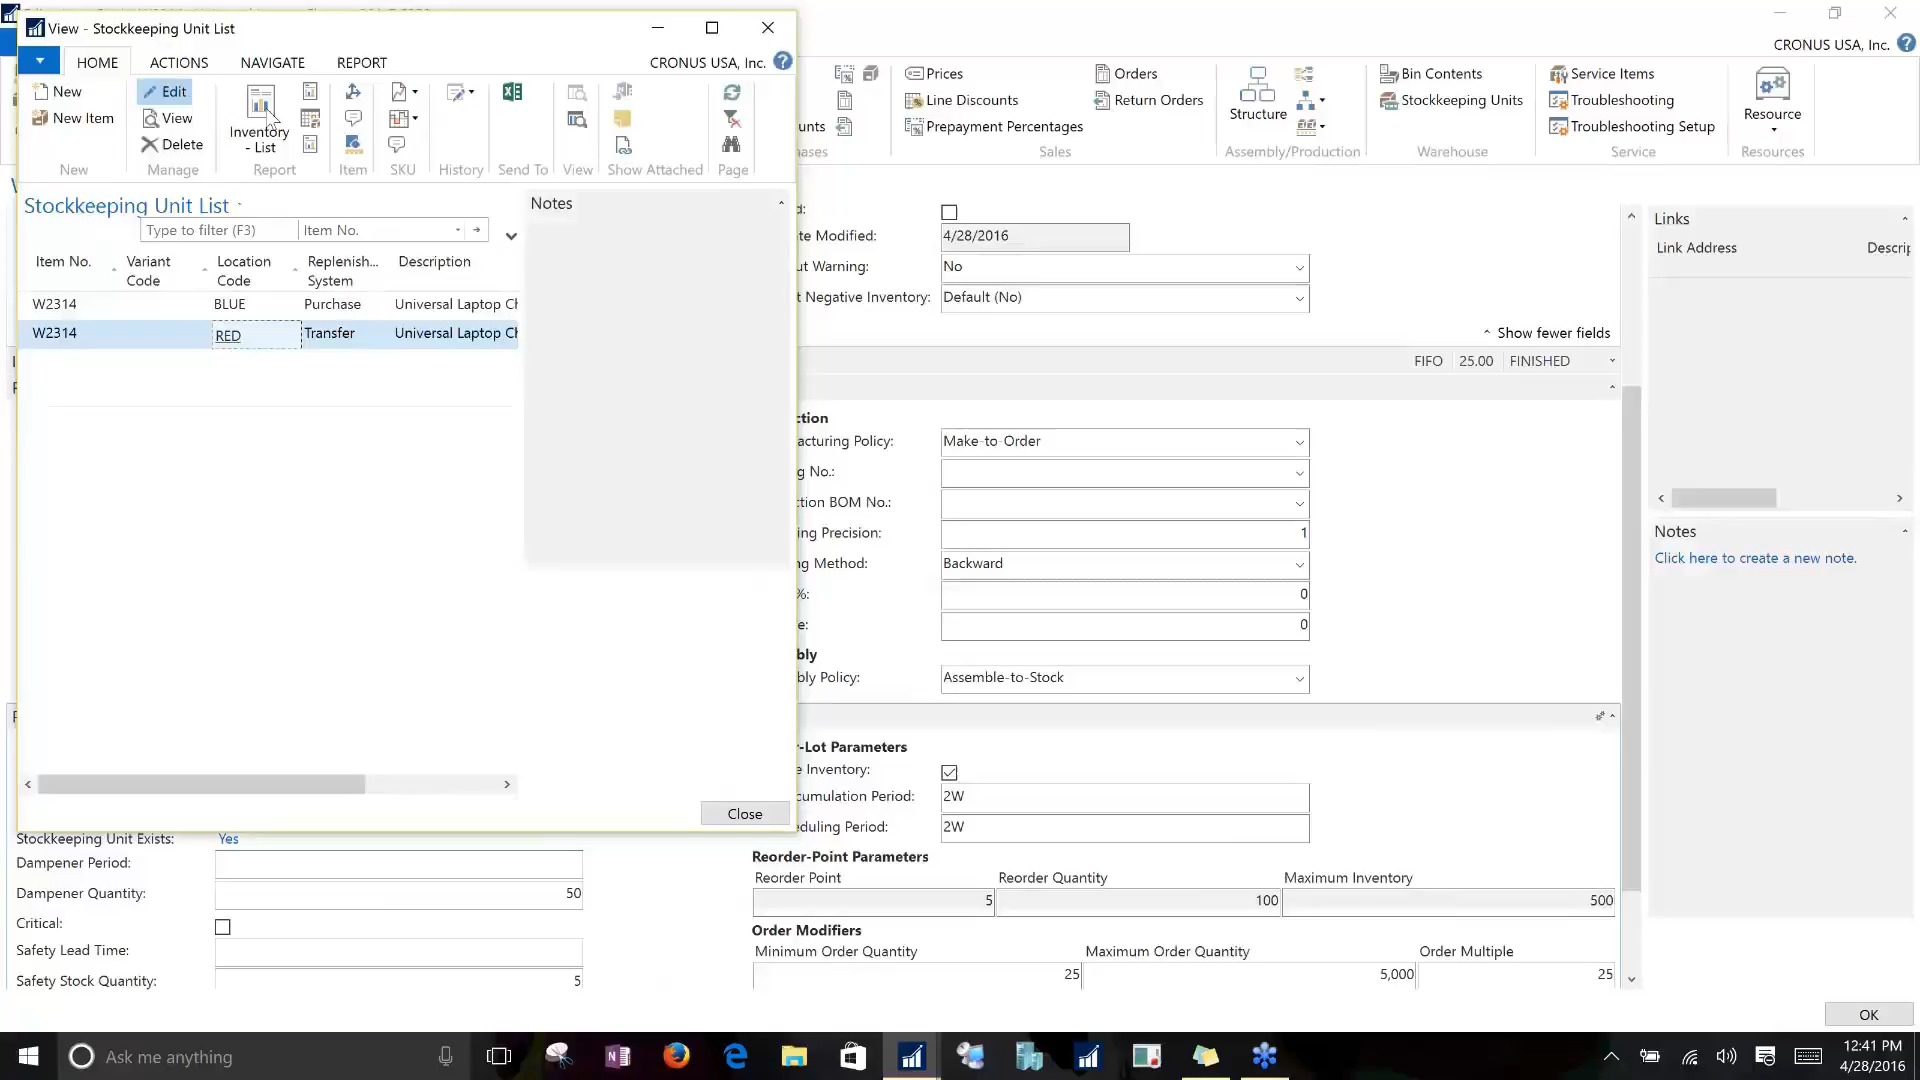 View - Stockkeeping Unit List
HOME ACTIONS NAVIGATE REPORT CRONUS USA, Inc.
New
New Item
New
Edit
View
Delete
Manage
Inventory
- List
Report
Item
SKU
History
Send To
View
Show Attached
Page
CRONUS USA, Inc.
Prices
Line Discounts
Prepayment Percentages
Orders
Return Orders
Sales
Structure
Assembly/Production
Bin Contents
Stockkeeping Units
Warehouse
Service Items
Troubleshooting
Troubleshooting Setup
Service
Resource
Resources
Stockkeeping Unit List
Type to filter (F3) Item No.
Item No. Variant Code Location Code Replenish... System Description
W2314 BLUE Purchase Universal Laptop Ch
W2314 RED Transfer Universal Laptop Ch
Notes
Close
te Modified: 4/28/2016
ut Warning: No
t Negative Inventory: Default (No)
Show fewer fields
FIFO 25.00 FINISHED
ction
acturing Policy: Make-to-Order
g No.:
ction BOM No.:
ing Precision: 1
ng Method: Backward
%: 0
e: 0
bly
bly Policy: Assemble-to-Stock
r-Lot Parameters
e Inventory:
cumulation Period: 2W
eduling Period: 2W
Reorder-Point Parameters
Reorder Point Reorder Quantity Maximum Inventory
5 100 500
Order Modifiers
Minimum Order Quantity Maximum Order Quantity Order Multiple
25 5,000 25
Stockkeeping Unit Exists: Yes
Dampener Period:
Dampener Quantity: 50
Critical:
Safety Lead Time:
Safety Stock Quantity: 5
Links
Link Address Descrip
Notes
Click here to create a new note.
OK
Ask me anything
12:41 PM
4/28/2016